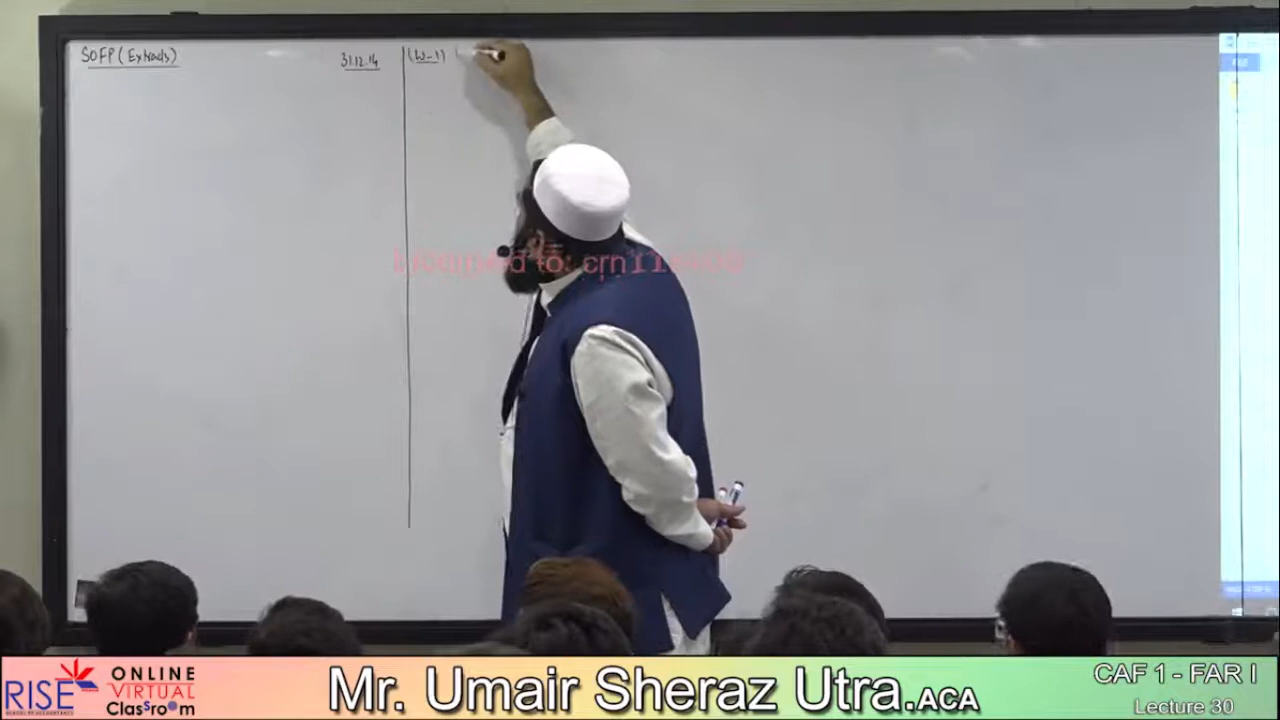 SOFP (Extracts)
31.12.14
(W-1)
RISE
ONLINE
VIRTUAL
Classroom
Mr. Umair Sheraz Utra.ACA
CAF 1 - FAR I
Lecture 30